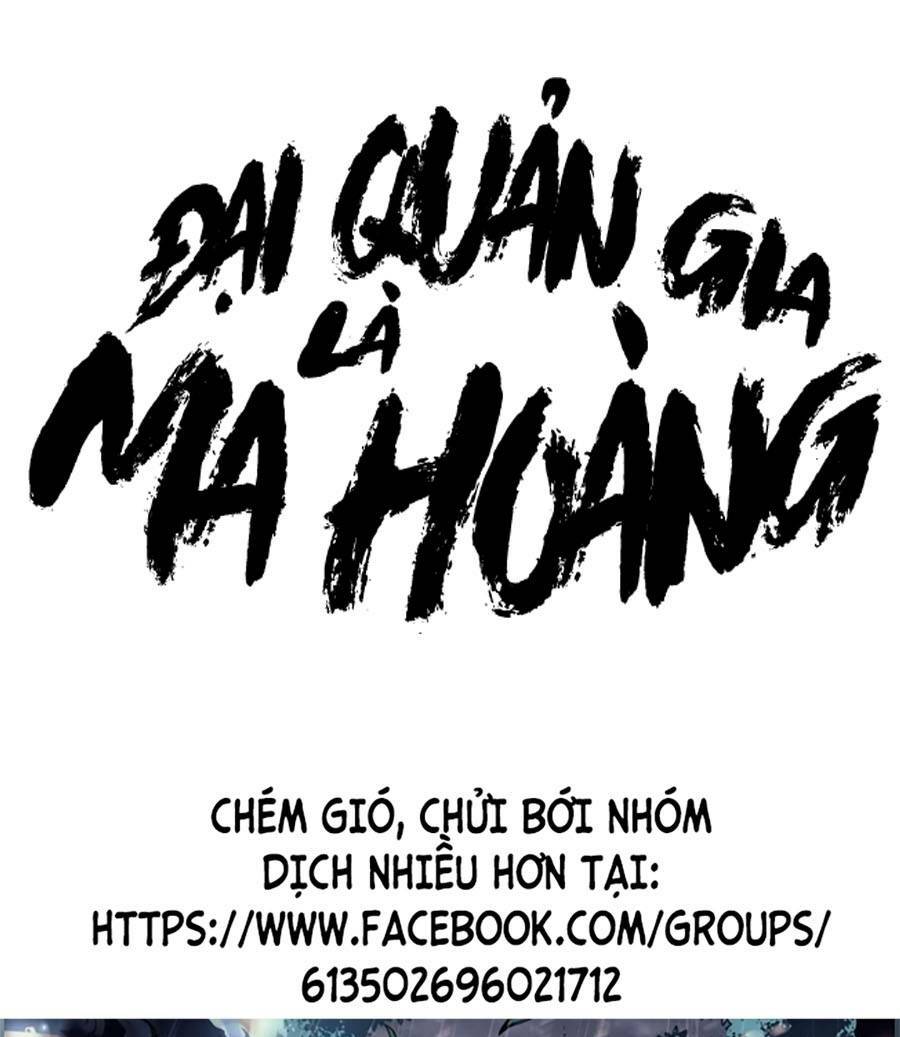 ĐẠI QUẢN GIA
LÀ
MA HOÀNG
CHÉM GIÓ, CHỬI BỚI NHÓM
DỊCH NHIỀU HƠN TẠI:
HTTPS://WWW.FACEBOOK.COM/GROUPS/
613502696021712